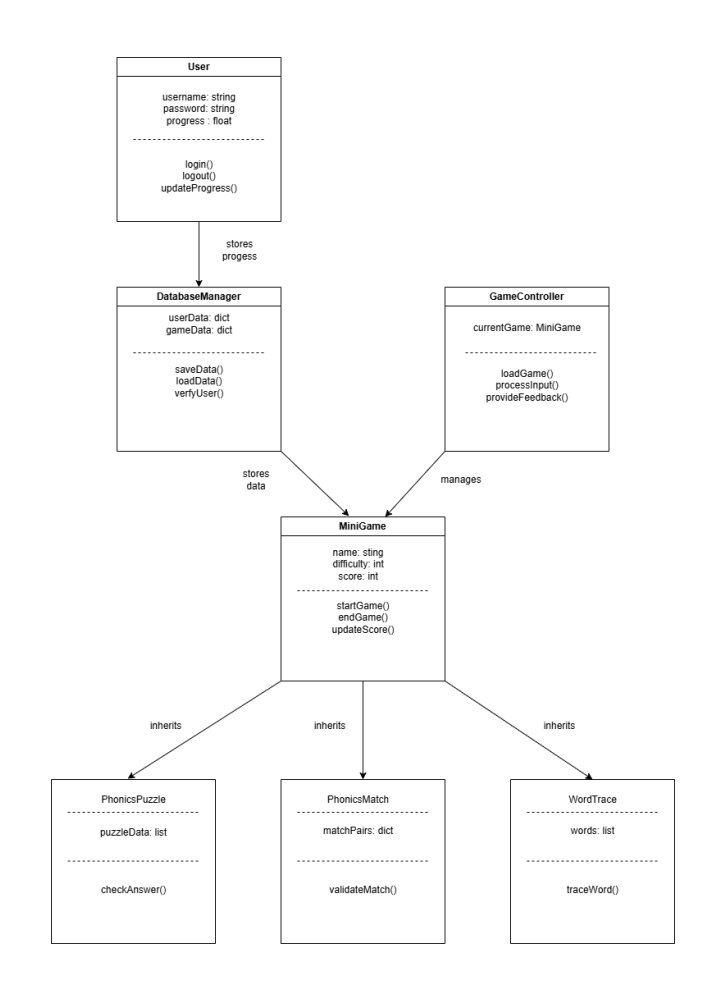 User
username: string
password: string
progress : float
login()
logout()
updateProgress()
stores
progess
DatabaseManager
userData: dict
gameData: dict
saveData()
loadData()
verfyUser()
GameController
currentGame: MiniGame
loadGame()
processInput()
provideFeedback()
stores
data
manages
MiniGame
name: sting
difficulty: int
score: int
startGame()
endGame()
updateScore()
inherits
inherits
inherits
PhonicsPuzzle
puzzleData: list
checkAnswer()
PhonicsMatch
matchPairs: dict
validateMatch()
WordTrace
words: list
traceWord()